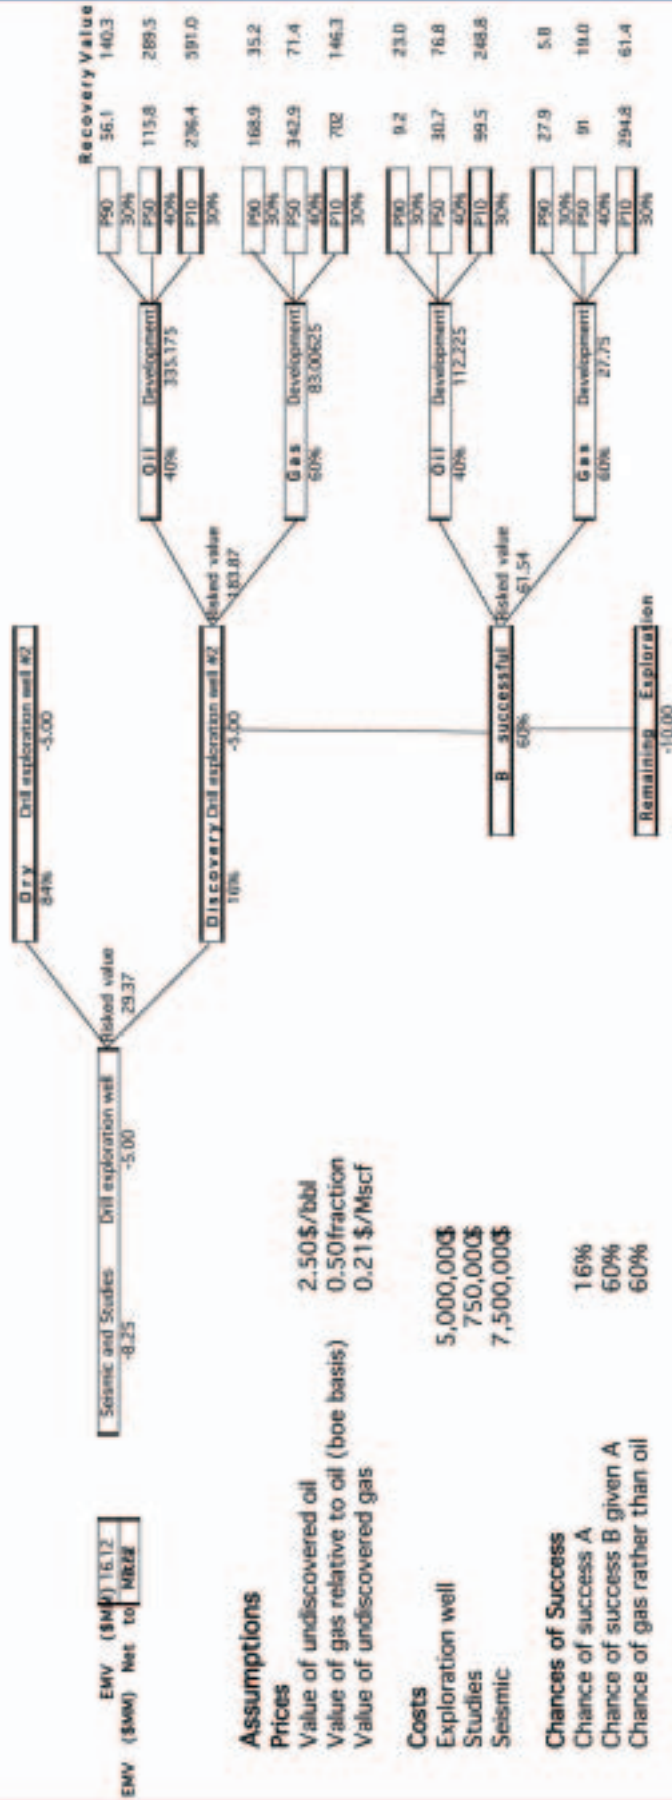 Recovery Value
Dry Drill exploration well #2
84% -5.00
P90 56.1 140.3
30%
Oil Development P50 115.8 289.5
40% 335.175 40%
P10 236.4 591.0
30%
EMV ($MM) 16.12
EMV ($MM) Net to
Seismic and Studies Drill exploration well Risked value
-8.25 -5.00 29.37
Discovery Drill exploration well #2 Risked value
16% -5.00 183.87
P90 168.9 35.2
30%
Gas Development P50 342.9 71.4
60% 83.00625 40%
P10 702 146.3
30%
Assumptions
Prices
Value of undiscovered oil 2.50$/bbl
Value of gas relative to oil (boe basis) 0.50fraction
Value of undiscovered gas 0.21$/Mscf
P90 9.2 23.0
30%
Oil Development P50 30.7 76.8
40% 112.225 40%
P10 99.5 248.8
30%
Costs
Exploration well 5,000,00$
Studies 750,00$
Seismic 7,500,00$
B successful Risked value
60% 61.54
P90 27.9 5.8
30%
Gas Development P50 91 19.0
60% 27.75 40%
P10 294.8 61.4
30%
Chances of Success
Chance of success A 16%
Chance of success B given A 60%
Chance of gas rather than oil 60%
Remaining Exploration
-10.00